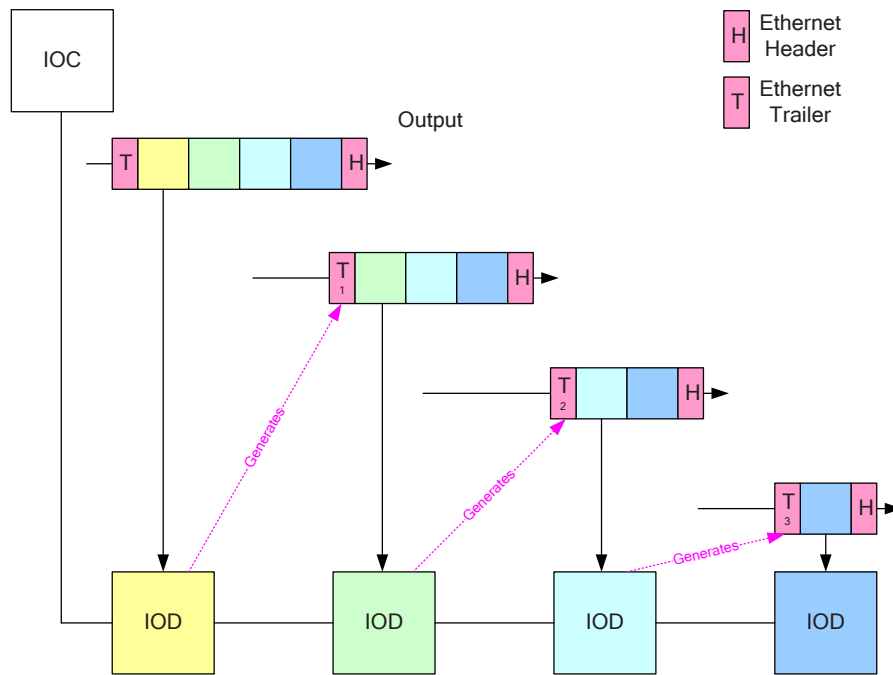 IOC
H
Ethernet
Header
T
Ethernet
Trailer
Output
T H
T H
1
T H
2
T H
3
Generates
Generates
Generates
IOD IOD IOD IOD